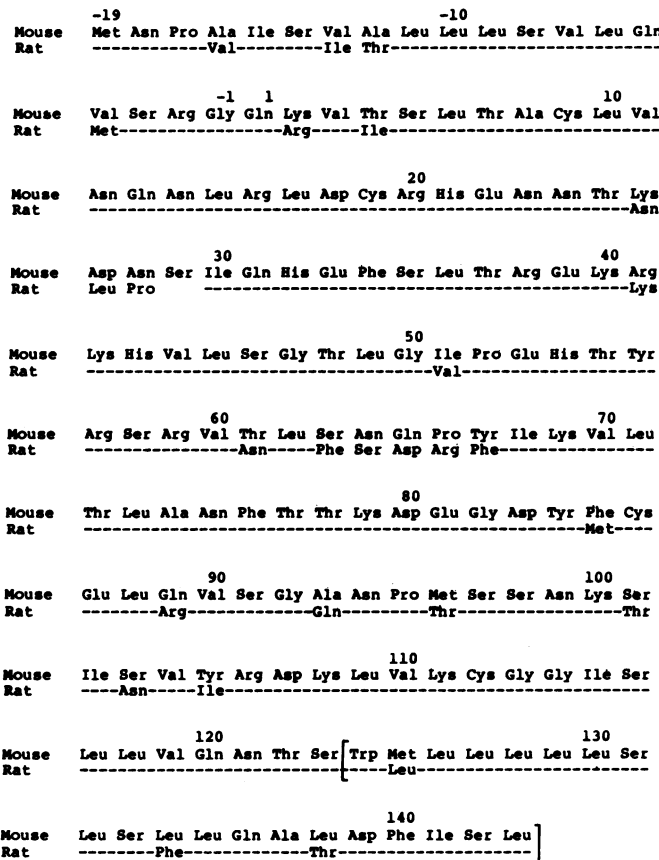 -19 -10
Mouse Met Asn Pro Ala Ile Ser Val Ala Leu Leu Leu Ser Val Leu Gln
Rat ------------Val---------Ile Thr----------------------------
-1 1 10
Mouse Val Ser Arg Gly Gln Lys Val Thr Ser Leu Thr Ala Cys Leu Val
Rat Met-----------------Arg-----Ile----------------------------
20
Mouse Asn Gln Asn Leu Arg Leu Asp Cys Arg His Glu Asn Asn Thr Lys
Rat --------------------------------------------------------Asn
30 40
Mouse Asp Asn Ser Ile Gln His Glu Phe Ser Leu Thr Arg Glu Lys Arg
Rat Leu Pro --------------------------------------------Lys
50
Mouse Lys His Val Leu Ser Gly Thr Leu Gly Ile Pro Glu His Thr Tyr
Rat ------------------------------------Val--------------------
60 70
Mouse Arg Ser Arg Val Thr Leu Ser Asn Gln Pro Tyr Ile Lys Val Leu
Rat ----------------Asn-----Phe Ser Asp Arg Phe----------------
80
Mouse Thr Leu Ala Asn Phe Thr Thr Lys Asp Glu Gly Asp Tyr Phe Cys
Rat ----------------------------------------------------Met----
90 100
Mouse Glu Leu Gln Val Ser Gly Ala Asn Pro Met Ser Ser Asn Lys Ser
Rat --------Arg-------------Gln---------Thr-----------------Thr
110
Mouse Ile Ser Val Tyr Arg Asp Lys Leu Val Lys Cys Gly Gly Ile Ser
Rat ----Asn-----Ile--------------------------------------------
120 130
Mouse Leu Leu Val Gln Asn Thr Ser[Trp Met Leu Leu Leu Leu Leu Ser
Rat --------------------------------Leu------------------------
140
Mouse Leu Ser Leu Leu Gln Ala Leu Asp Phe Ile Ser Leu]
Rat --------Phe-------------Thr--------------------